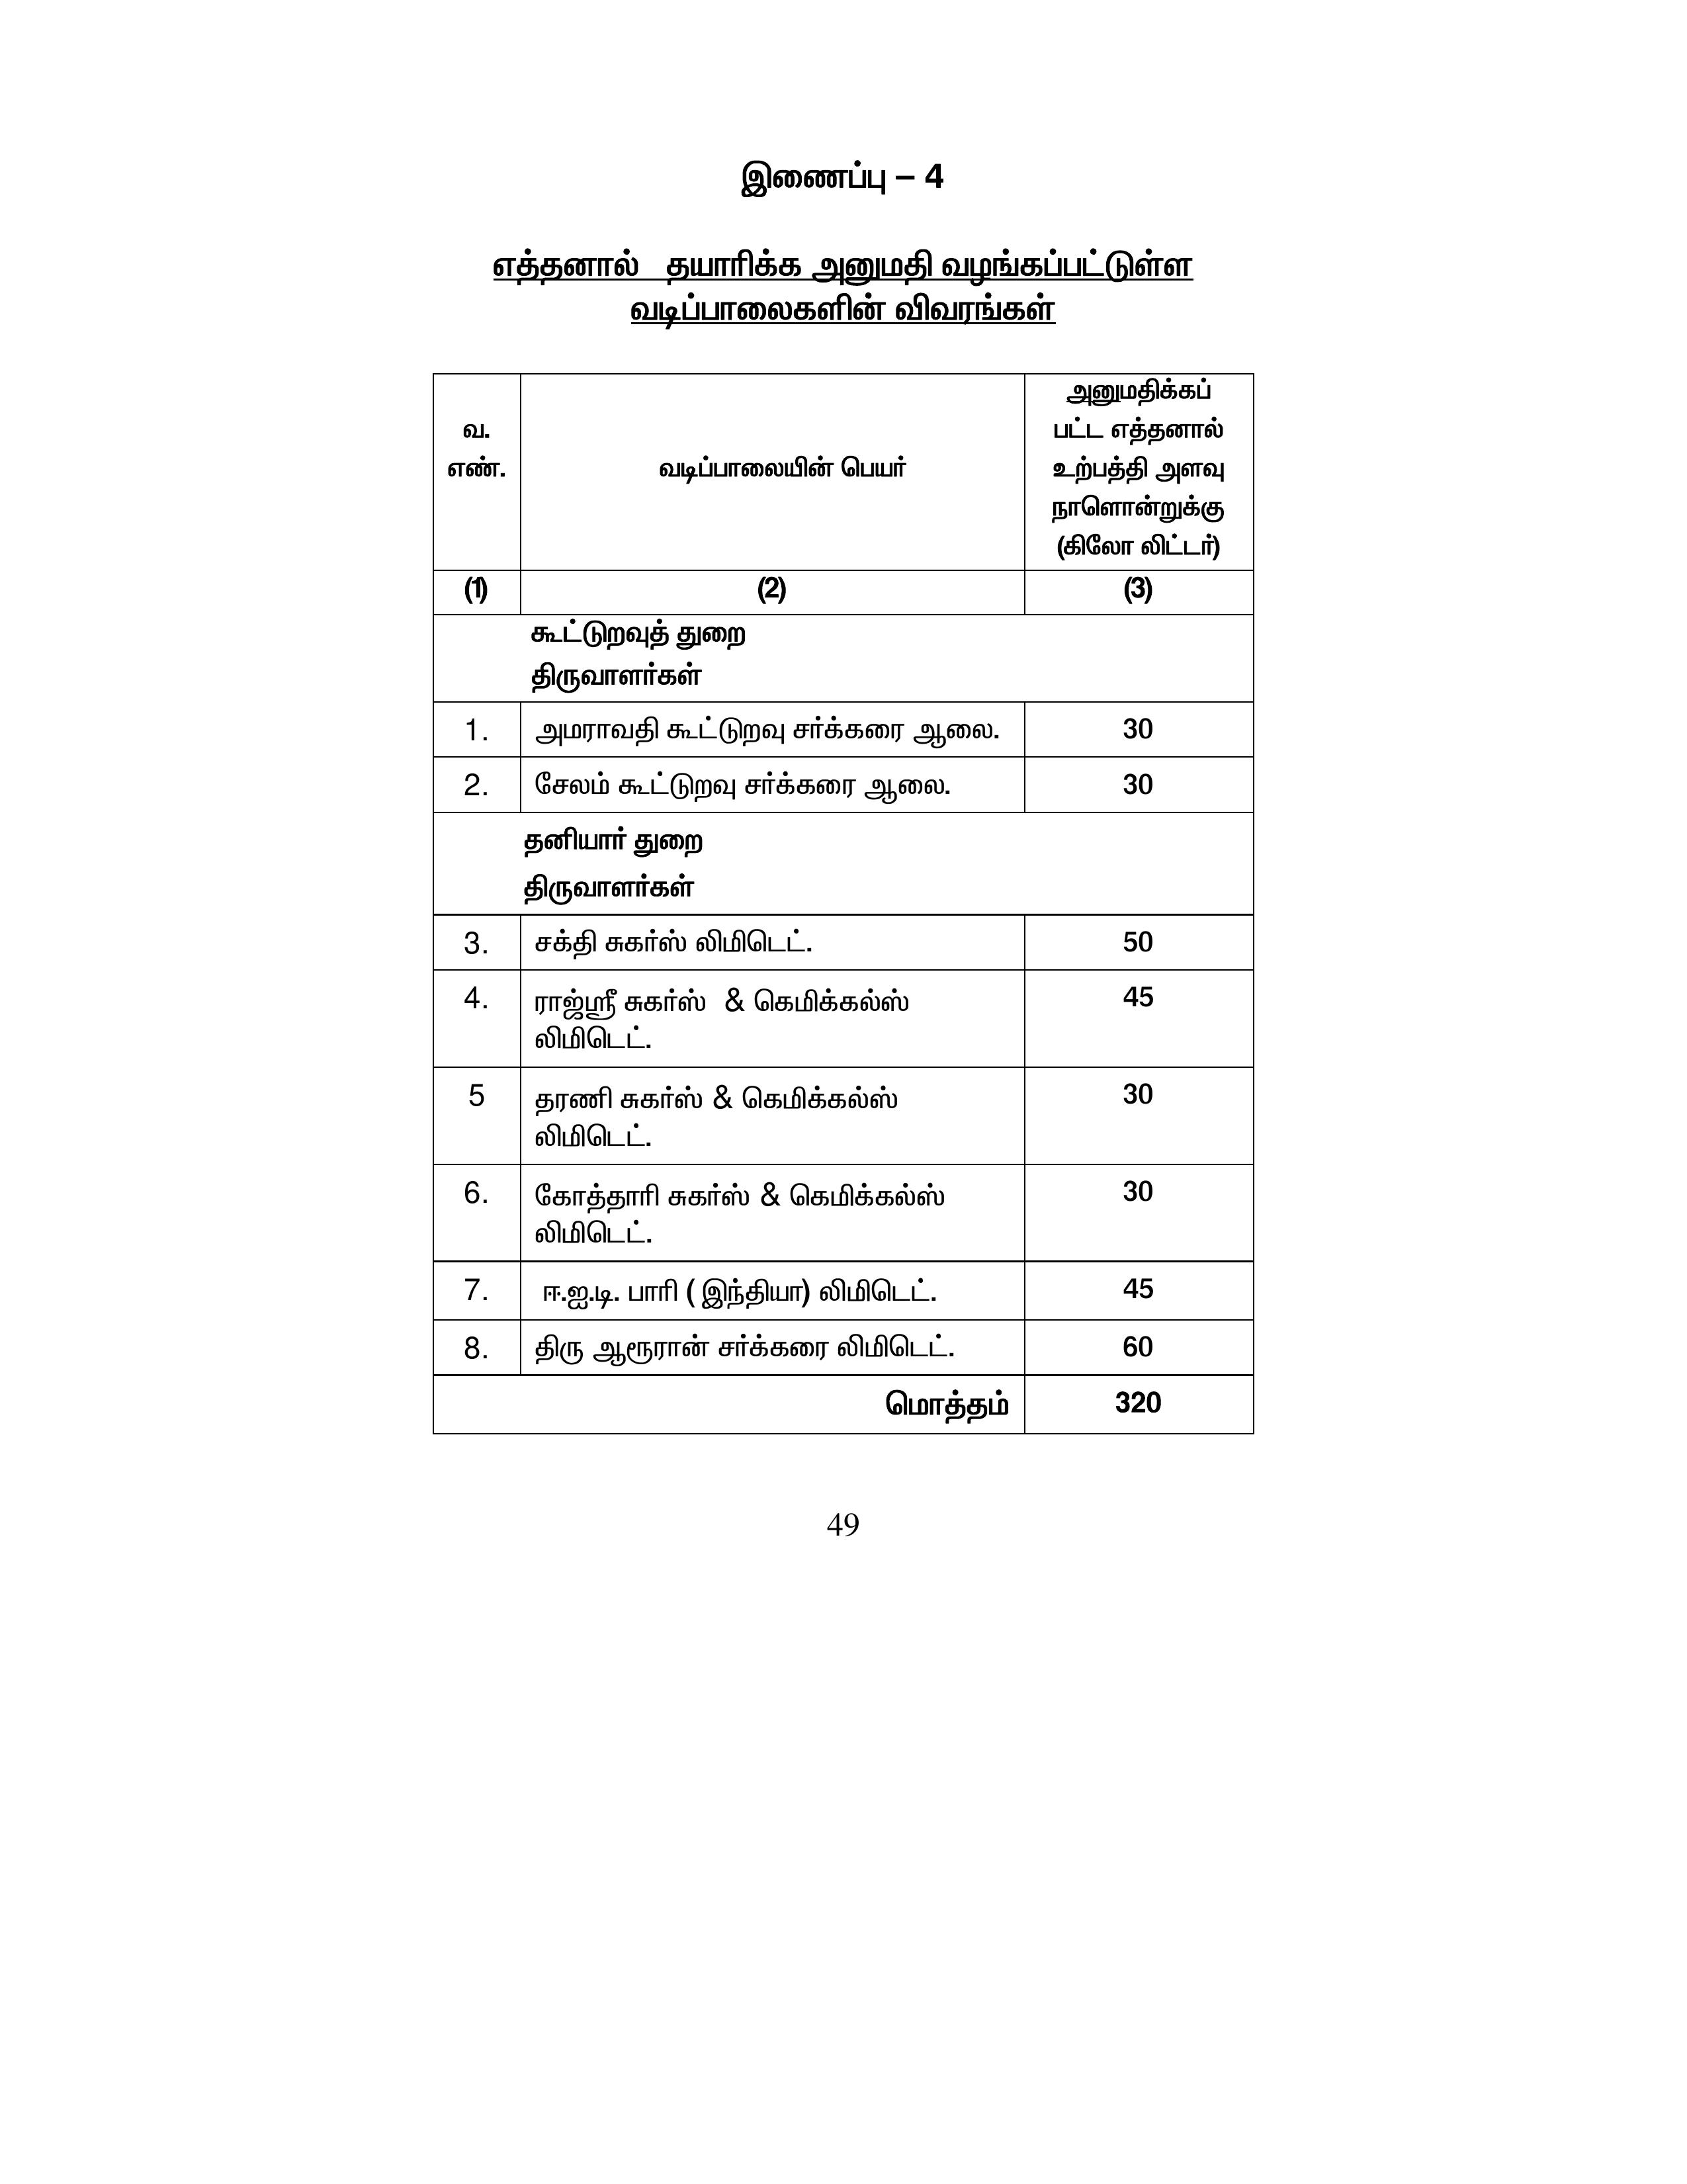 இணைப்பு – 4
எத்தனால் தயாரிக்க அனுமதி வழங்கப்பட்டுள்ள
வடிப்பாலைகளின் விவரங்கள்
வ.
எண்.
வடிப்பாலையின் பெயர்
அனுமதிக்கப்
பட்ட எத்தனால்
உற்பத்தி அளவு
நாளொன்றுக்கு
(கிலோ லிட்டர்)
(1) (2) (3)
கூட்டுறவுத் துறை
திருவாளர்கள்
1. அமராவதி கூட்டுறவு சர்க்கரை ஆலை. 30
2. சேலம் கூட்டுறவு சர்க்கரை ஆலை. 30
தனியார் துறை
திருவாளர்கள்
3. சக்தி சுகர்ஸ் லிமிடெட். 50
4. ராஜ்ஸ்ரீ சுகர்ஸ் & கெமிக்கல்ஸ் 45
லிமிடெட்.
5 தரணி சுகர்ஸ் & கெமிக்கல்ஸ் 30
லிமிடெட்.
6. கோத்தாரி சுகர்ஸ் & கெமிக்கல்ஸ் 30
லிமிடெட்.
7. ஈ.ஐ.டி. பாரி ( இந்தியா) லிமிடெட். 45
8. திரு ஆரூரான் சர்க்கரை லிமிடெட். 60
மொத்தம் 320
49